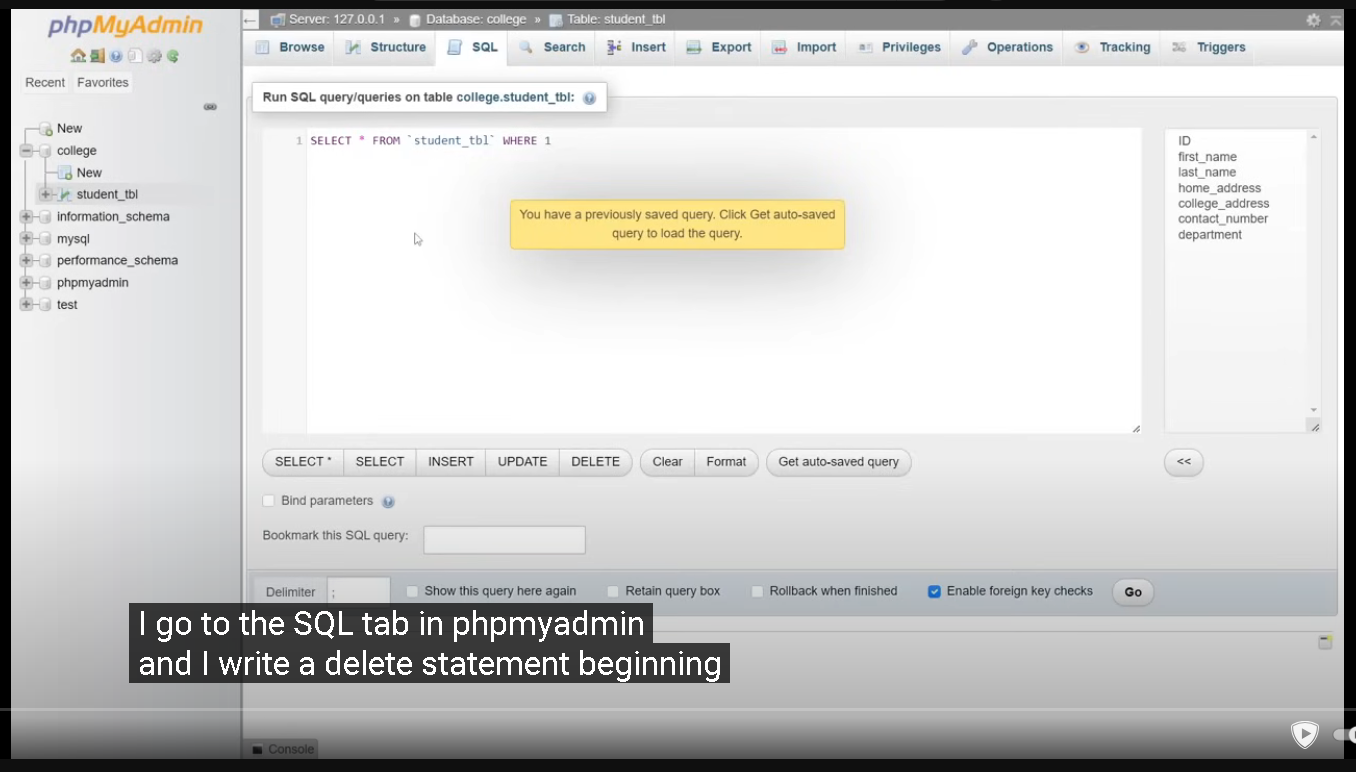 phpMyAdmin
Recent Favorites
New
college
New
student_tbl
information_schema
mysql
performance_schema
phpmyadmin
test
Server: 127.0.0.1 » Database: college » Table: student_tbl
Browse Structure SQL Search Insert Export Import Privileges Operations Tracking Triggers
Run SQL query/queries on table college.student_tbl:
1 SELECT * FROM `student_tbl` WHERE 1
You have a previously saved query. Click Get auto-saved
query to load the query.
ID
first_name
last_name
home_address
college_address
contact_number
department
SELECT * SELECT INSERT UPDATE DELETE Clear Format Get auto-saved query <<
Bind parameters
Bookmark this SQL query:
Delimiter ; Show this query here again Retain query box Rollback when finished Enable foreign key checks Go
I go to the SQL tab in phpmyadmin
and I write a delete statement beginning
Console